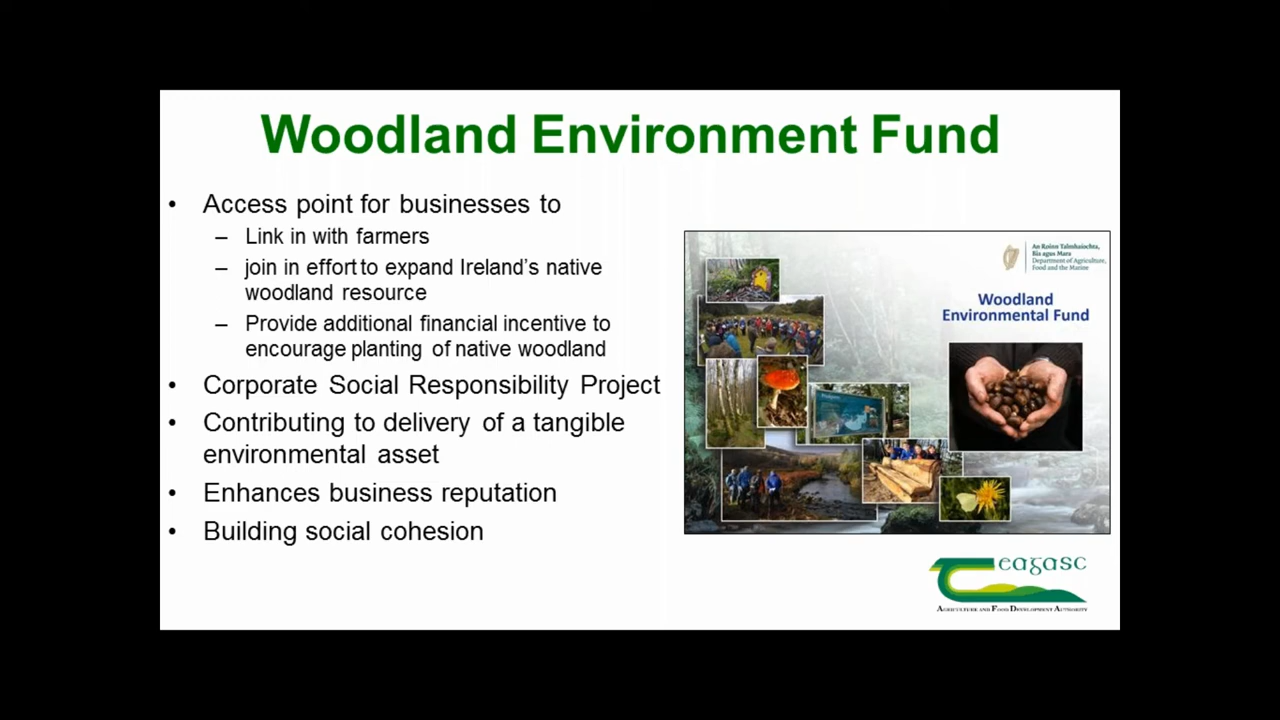 Woodland Environment Fund
• Access point for businesses to
– Link in with farmers
– join in effort to expand Ireland's native
woodland resource
– Provide additional financial incentive to
encourage planting of native woodland
• Corporate Social Responsibility Project
• Contributing to delivery of a tangible
environmental asset
• Enhances business reputation
• Building social cohesion
An Roinn Talmhaíochta,
Bia agus Mara
Department of Agriculture,
Food and the Marine
Woodland
Environmental Fund
eagasc
Agriculture and Food Development Authority